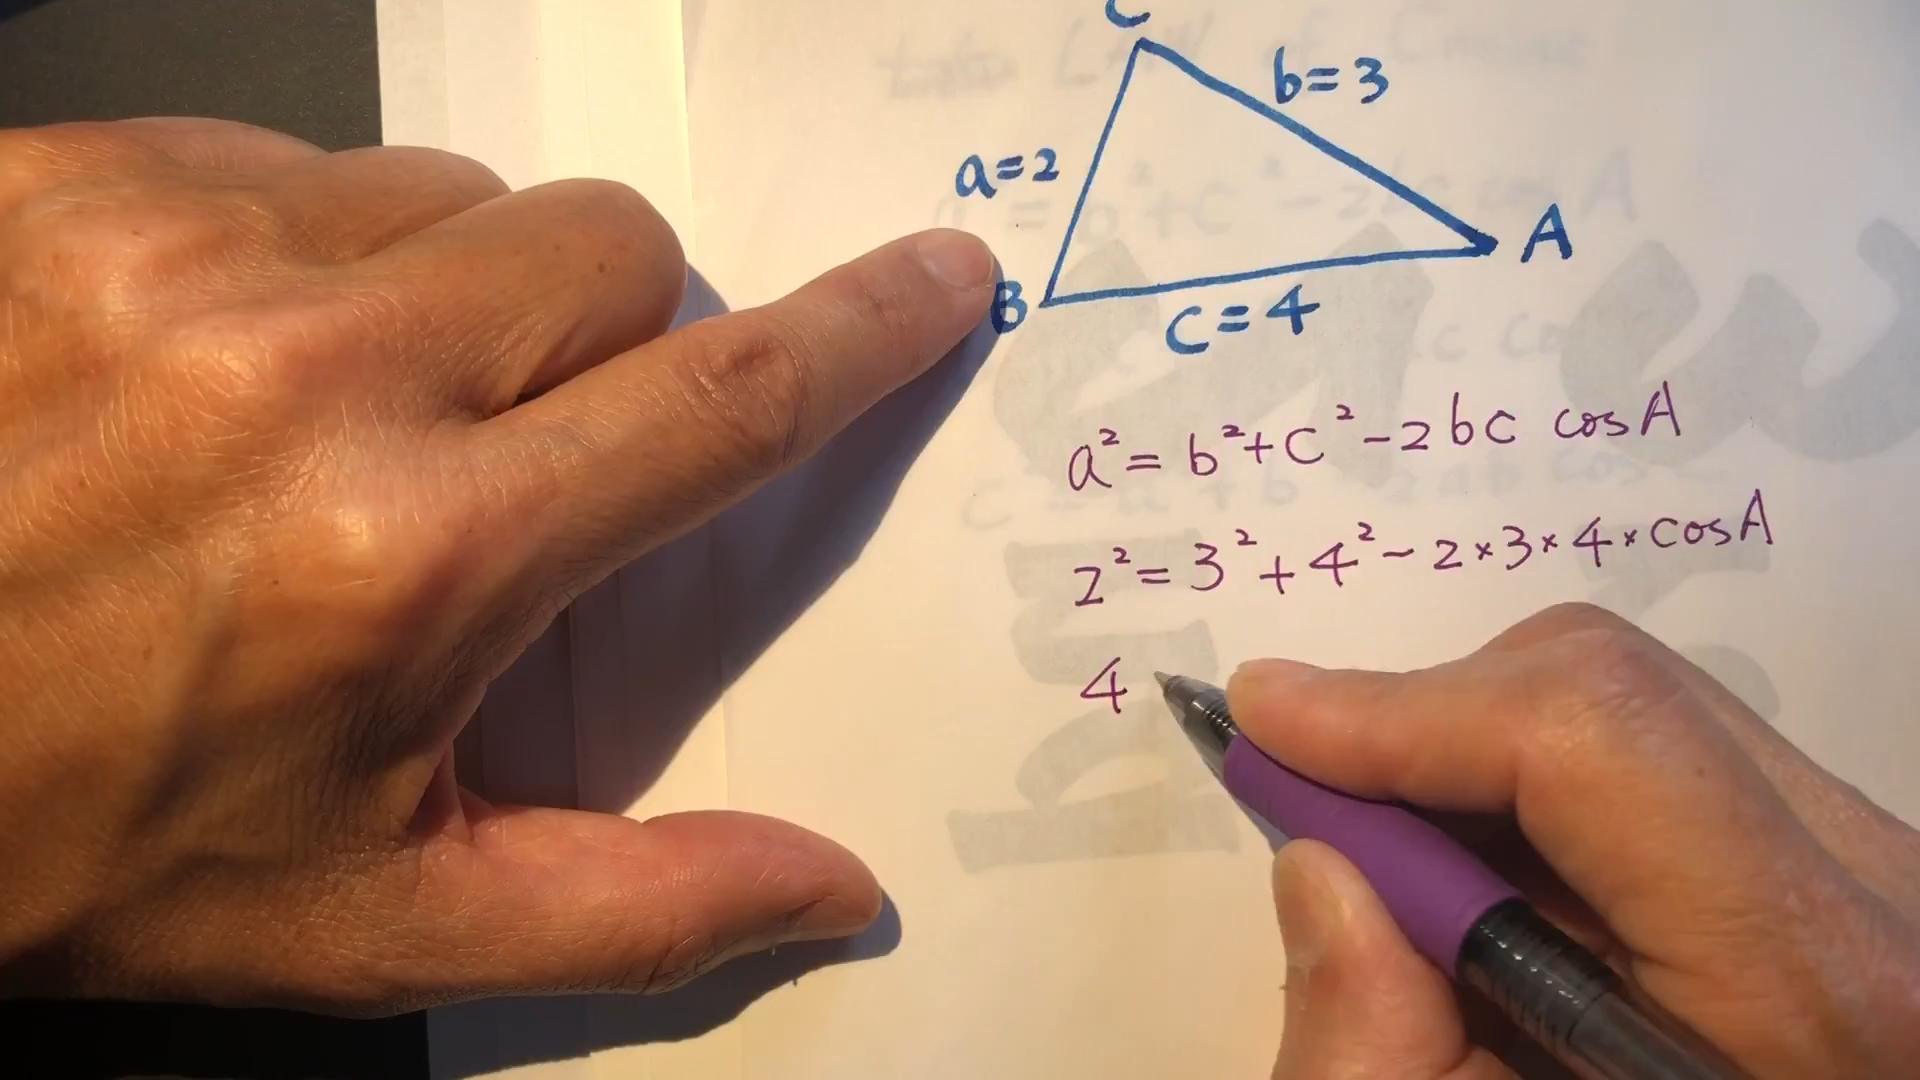 C
b=3
a=2
A
B
c=4
a²=b²+c²-2bc cosA
2²=3²+4²-2×3×4×cosA
4